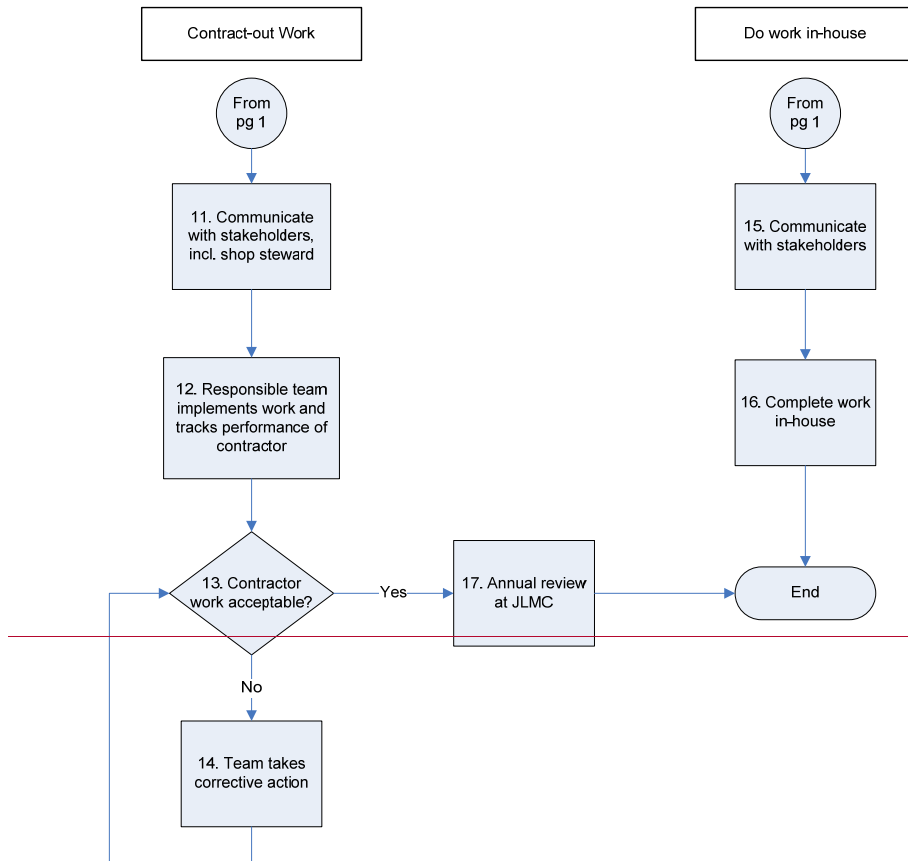 Contract-out Work
Do work in-house
From
pg 1
From
pg 1
11. Communicate
with stakeholders,
incl. shop steward
15. Communicate
with stakeholders
12. Responsible team
implements work and
tracks performance of
contractor
16. Complete work
in-house
13. Contractor
work acceptable?
Yes
17. Annual review
at JLMC
End
No
14. Team takes
corrective action